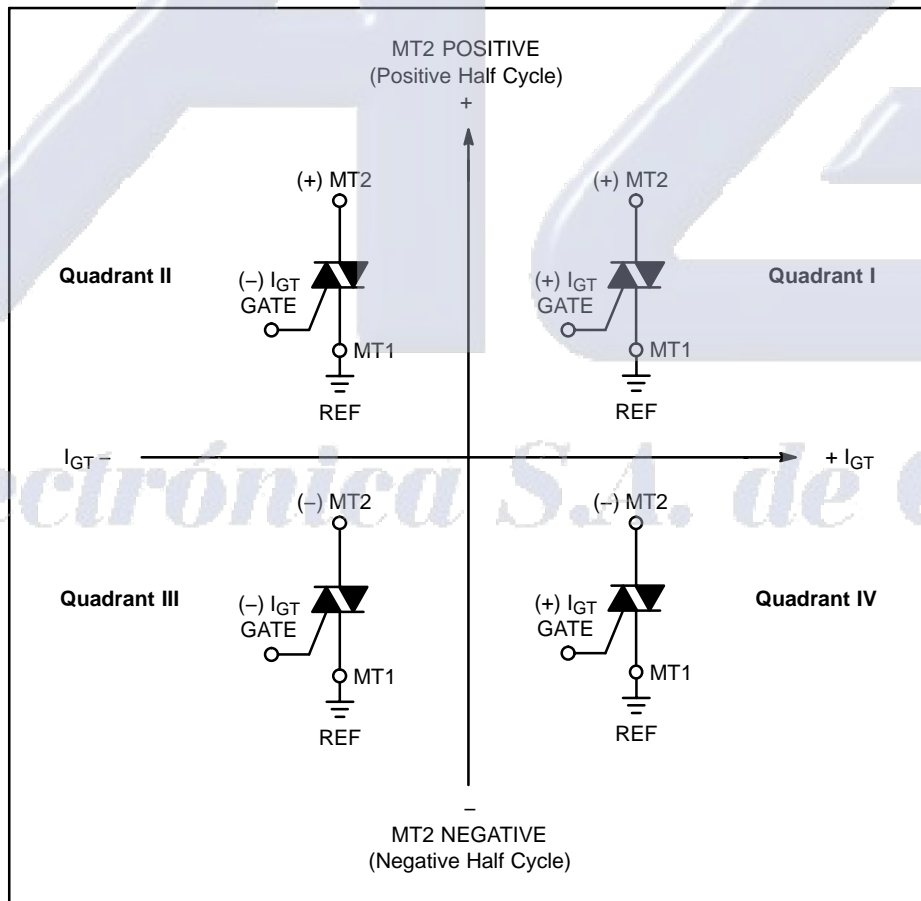 MT2 POSITIVE
(Positive Half Cycle)
+
(+) MT2
(+) MT2
Quadrant II
(–) IGT
GATE
(+) IGT
GATE
Quadrant I
MT1
MT1
REF
REF
IGT –
+ IGT
ectrónica S.A. de
(–) MT2
(–) MT2
Quadrant III
(–) IGT
GATE
(+) IGT
GATE
Quadrant IV
MT1
MT1
REF
REF
–
MT2 NEGATIVE
(Negative Half Cycle)